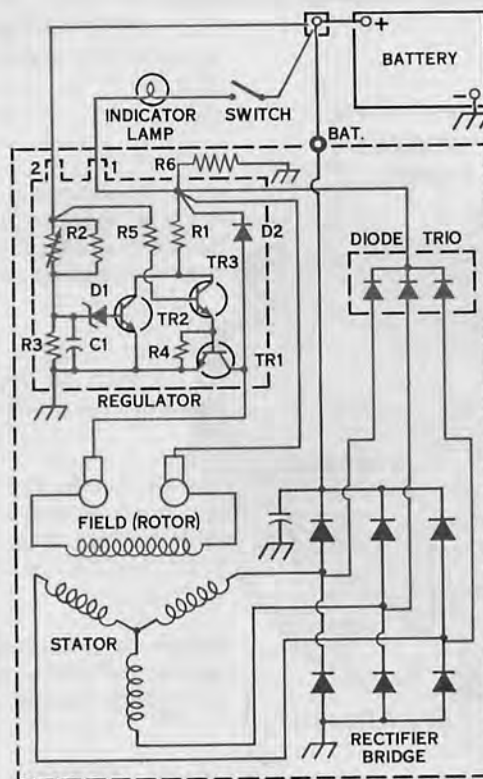 +
BATTERY
-
INDICATOR
LAMP
SWITCH
BAT.
2
1
R6
R2
R5
R1
D2
DIODE TRIO
TR3
D1
TR2
R3
C1
R4
TR1
REGULATOR
FIELD (ROTOR)
STATOR
RECTIFIER
BRIDGE